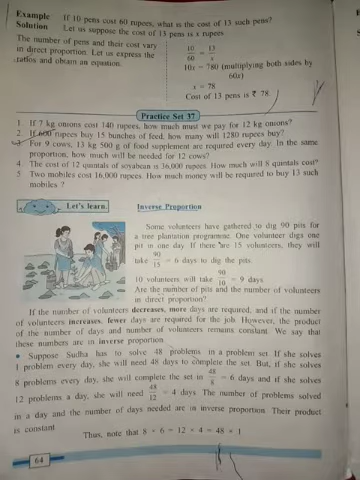 Example If 10 pens cost 60 rupees, what is the cost of 13 such pens?
Solution Let us suppose the cost of 13 pens is x rupees
The number of pens and their cost vary
in direct proportion. Let us express the
ratios and obtain an equation.
10/60 = 13/x
10x = 780 (multiplying both sides by
60x)
x = 78
Cost of 13 pens is ₹ 78.
Practice Set 37
1. If 7 kg onions cost 140 rupees, how much must we pay for 12 kg onions?
2. If 600 rupees buy 15 bunches of feed, how many will 1280 rupees buy?
3. For 9 cows, 13 kg 500 g of food supplement are required every day. In the same
proportion, how much will be needed for 12 cows?
4. The cost of 12 quintals of soyabean is 36,000 rupees. How much will 8 quintals cost?
5 Two mobiles cost 16,000 rupees. How much money will be required to buy 13 such
mobiles ?
Let's learn.
Inverse Proportion
Some volunteers have gathered to dig 90 pits for
a tree plantation programme. One volunteer digs one
pit in one day. If there are 15 volunteers, they will
take 90/15 = 6 days to dig the pits.
10 volunteers will take 90/10 = 9 days
Are the number of pits and the number of volunteers
in direct proportion?
If the number of volunteers decreases, more days are required, and if the number
of volunteers increases, fewer days are required for the job. However, the product
of the number of days and number of volunteers remains constant. We say that
these numbers are in inverse proportion
• Suppose Sudha has to solve 48 problems in a problem set If she solves
1 problem every day, she will need 48 days to complete the set. But, if she solves
8 problems every day, she will complete the set in 48/8 = 6 days and if she solves
12 problems a day, she will need 48/12 = 4 days. The number of problems solved
in a day and the number of days needed are in inverse proportion. Their product
is constant
Thus, note that 8 × 6 = 12 × 4 = 48 × 1
64